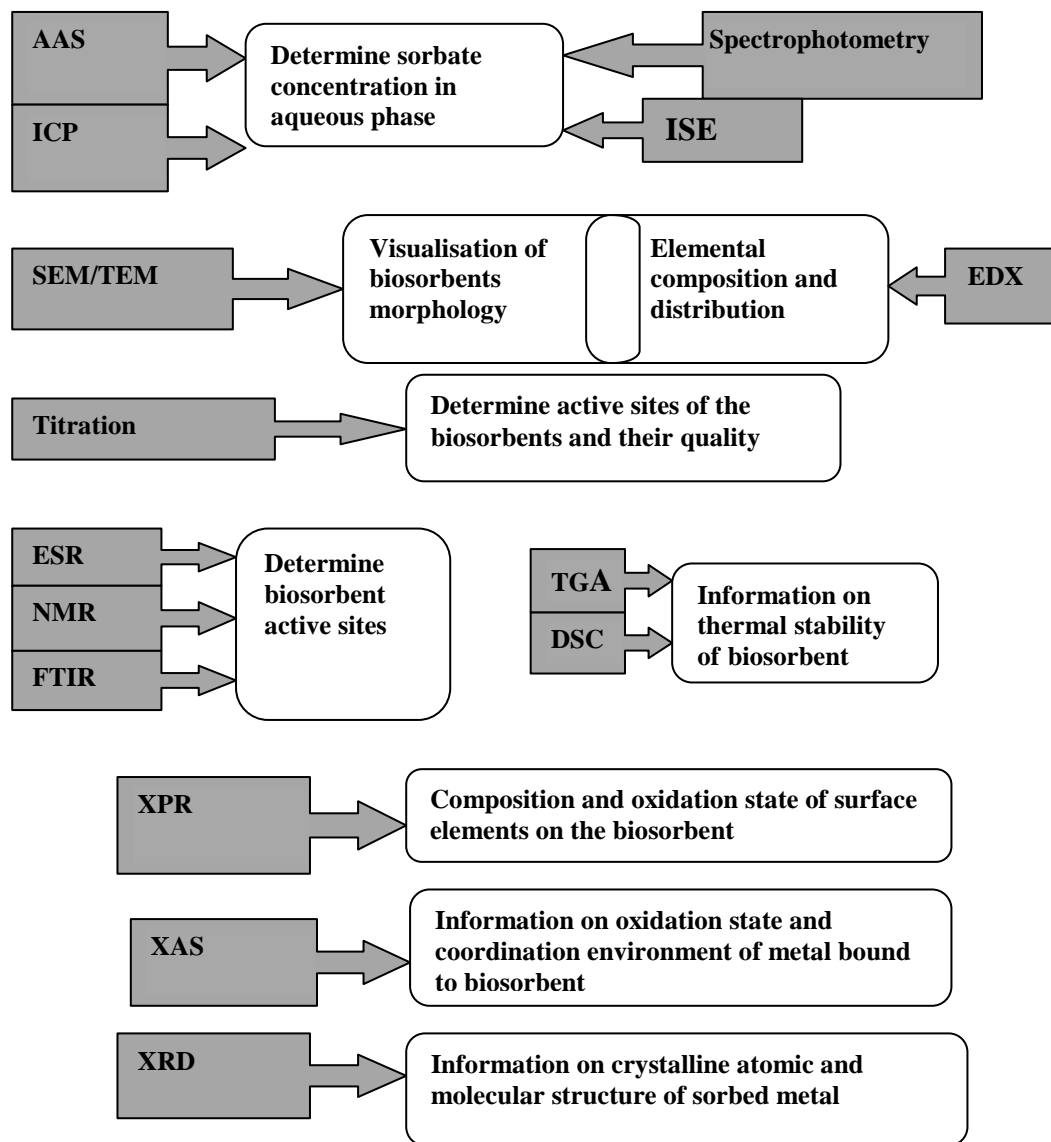 AAS
Determine sorbate
concentration in
aqueous phase
Spectrophotometry
ICP
ISE
SEM/TEM
Visualisation of
biosorbents
morphology
Elemental
composition and
distribution
EDX
Titration
Determine active sites of the
biosorbents and their quality
ESR
NMR
FTIR
Determine
biosorbent
active sites
TGA
DSC
Information on
thermal stability
of biosorbent
XPR
Composition and oxidation state of surface
elements on the biosorbent
XAS
Information on oxidation state and
coordination environment of metal bound
to biosorbent
XRD
Information on crystalline atomic and
molecular structure of sorbed metal